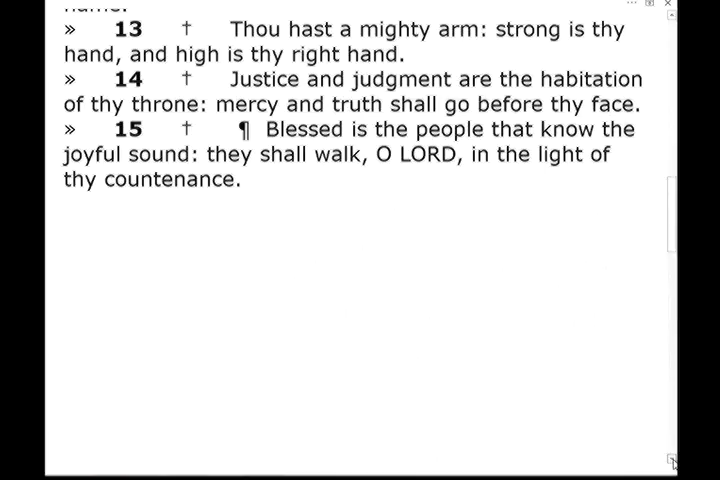 » 13 † Thou hast a mighty arm: strong is thy
hand, and high is thy right hand.
» 14 † Justice and judgment are the habitation
of thy throne: mercy and truth shall go before thy face.
» 15 † ¶ Blessed is the people that know the
joyful sound: they shall walk, O LORD, in the light of
thy countenance.